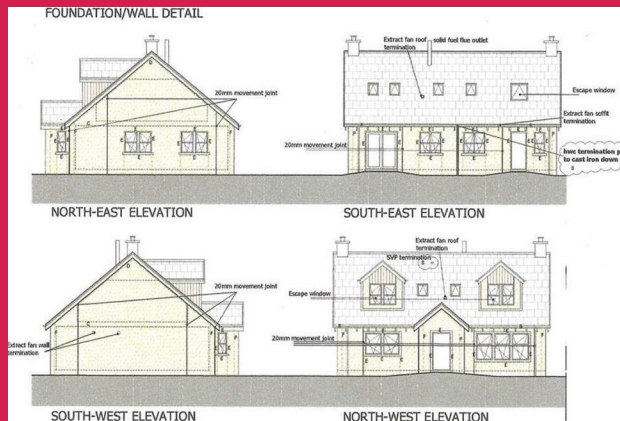 FOUNDATION/WALL DETAIL
20mm movement joint
NORTH-EAST ELEVATION
Extract fan roof
termination
solid fuel flue outlet
Escape window
Extract fan soffit
termination
20mm movement joint
hwc termination p
to cast iron down
s
SOUTH-EAST ELEVATION
20mm movement joint
Extract fan wall
termination
SOUTH-WEST ELEVATION
Extract fan roof
termination
SVP termination
s
Escape window
20mm movement joint
NORTH-WEST ELEVATION